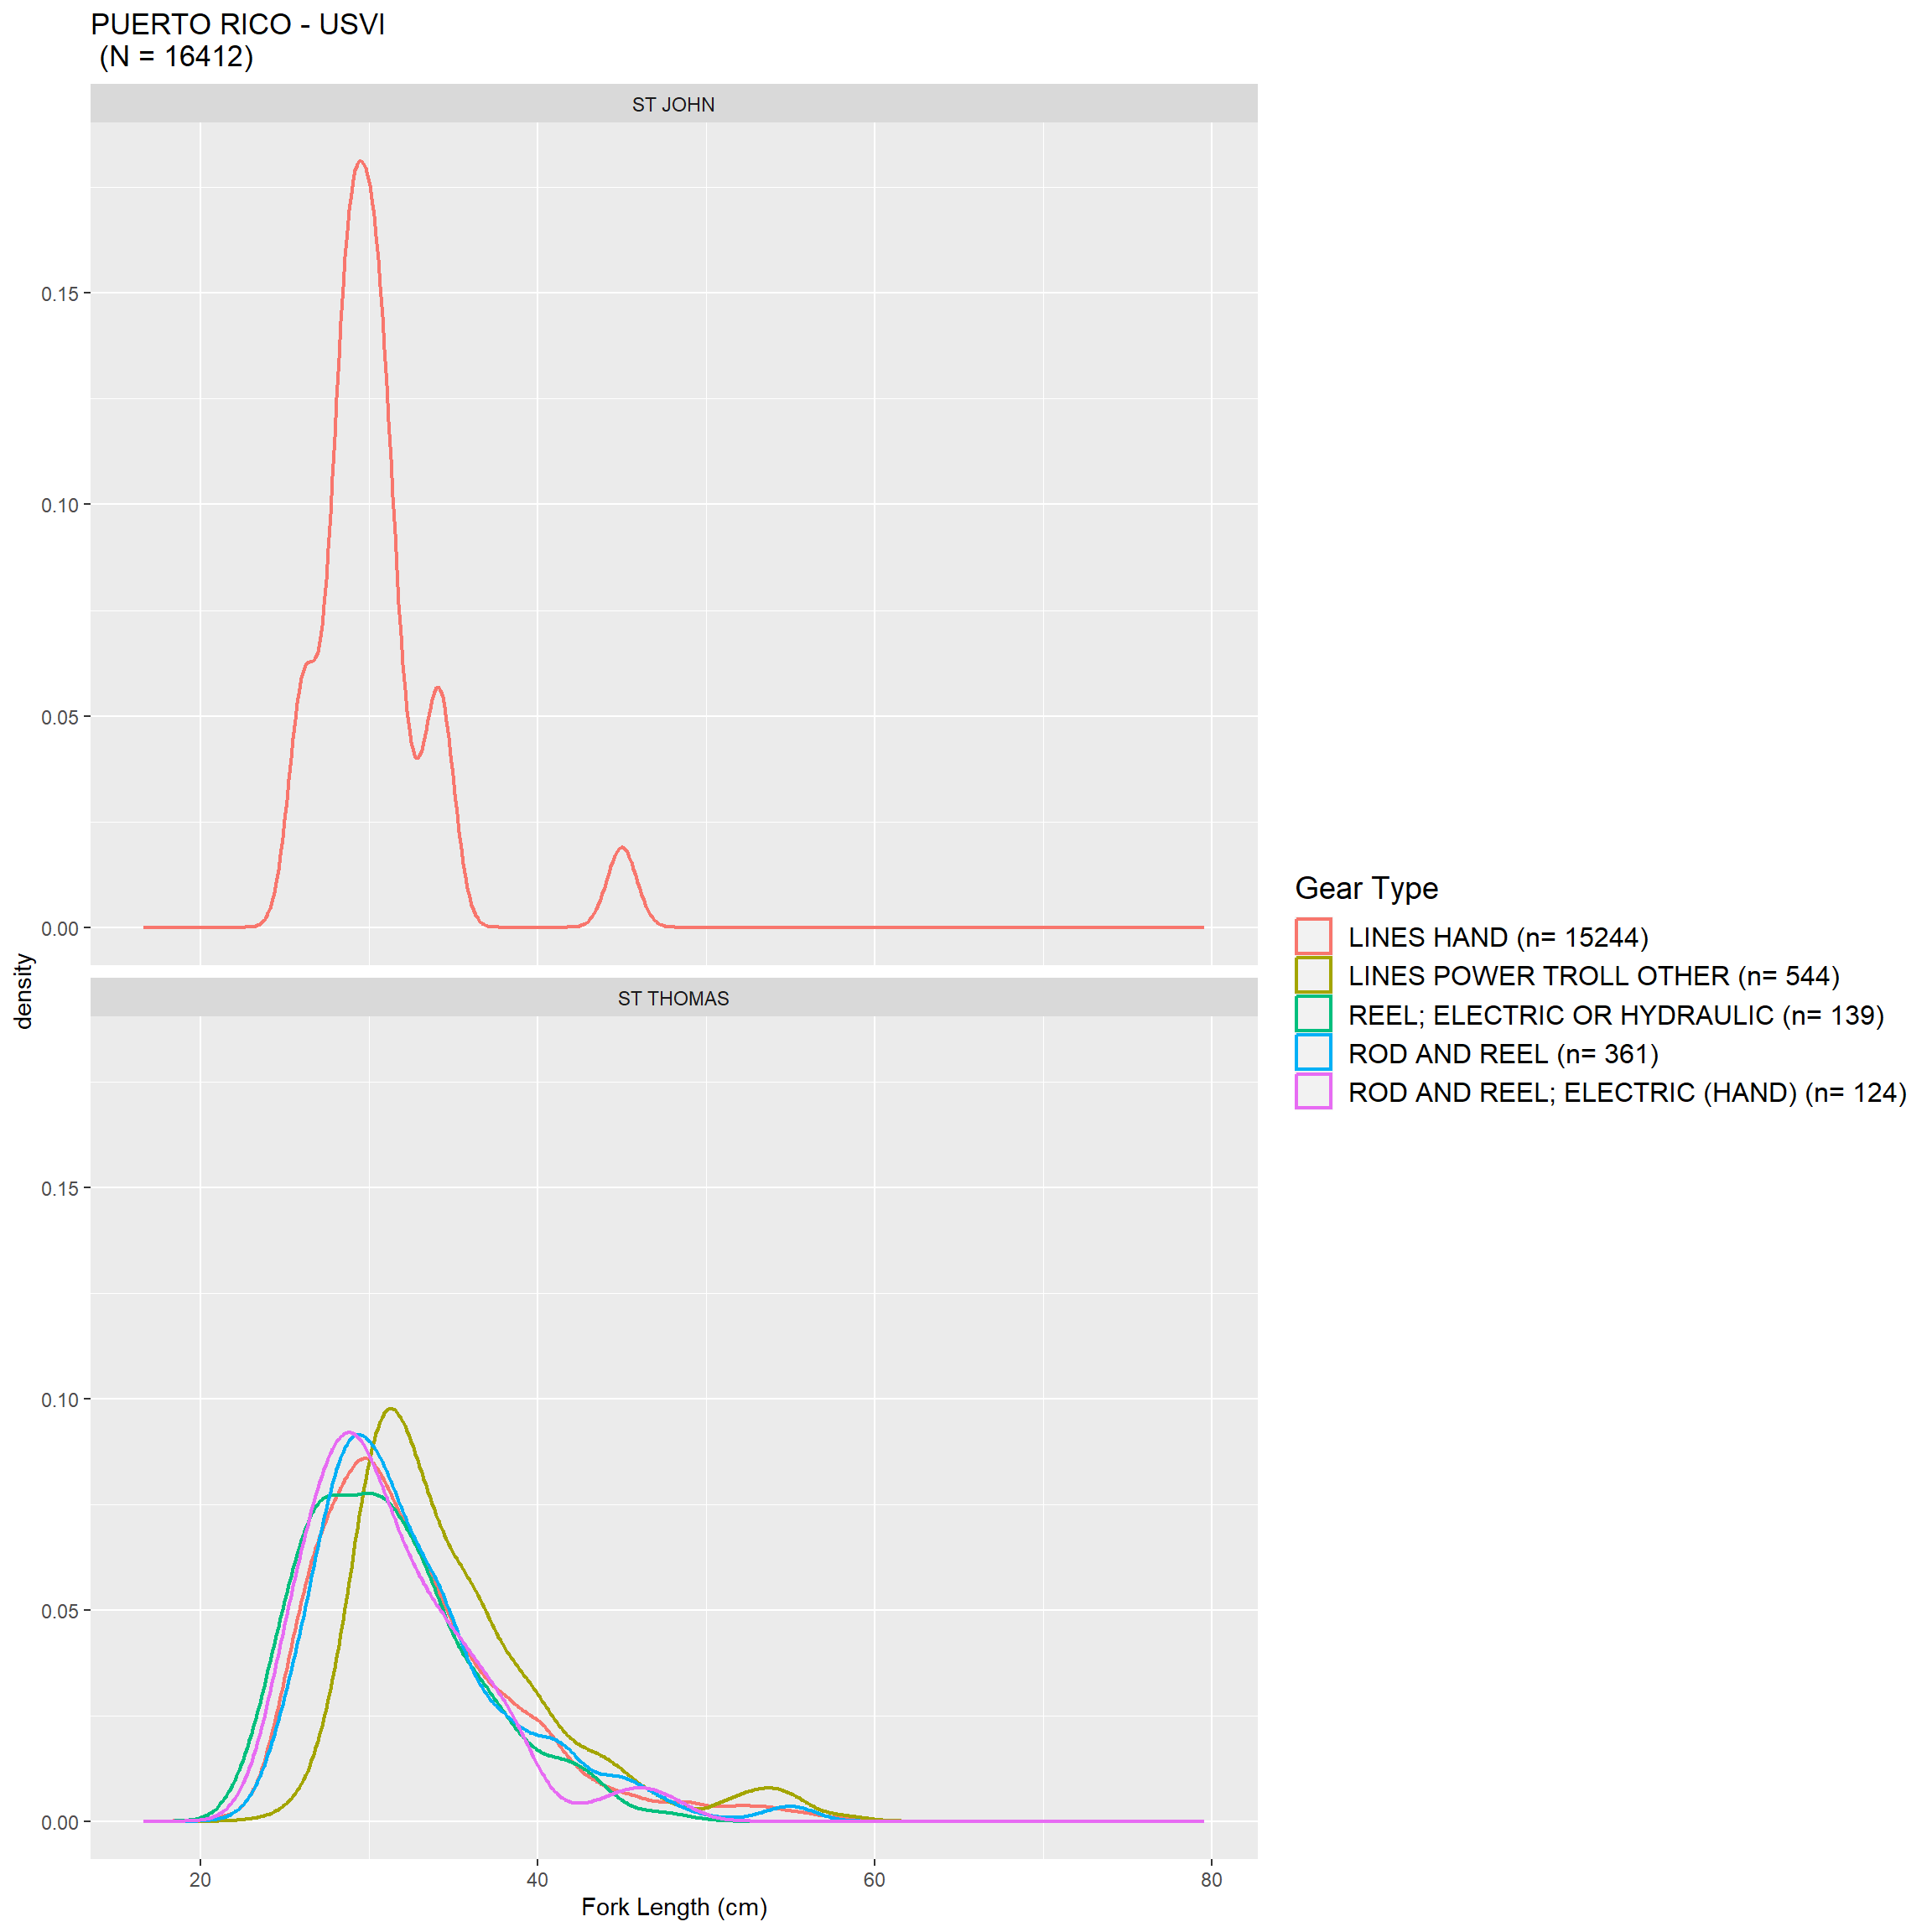 PUERTO RICO - USVI
(N = 16412)
ST JOHN
0.15
0.10
0.05
0.00
density
ST THOMAS
0.15
0.10
0.05
0.00
20 40 60 80
Fork Length (cm)
Gear Type
LINES HAND (n= 15244)
LINES POWER TROLL OTHER (n= 544)
REEL; ELECTRIC OR HYDRAULIC (n= 139)
ROD AND REEL (n= 361)
ROD AND REEL; ELECTRIC (HAND) (n= 124)